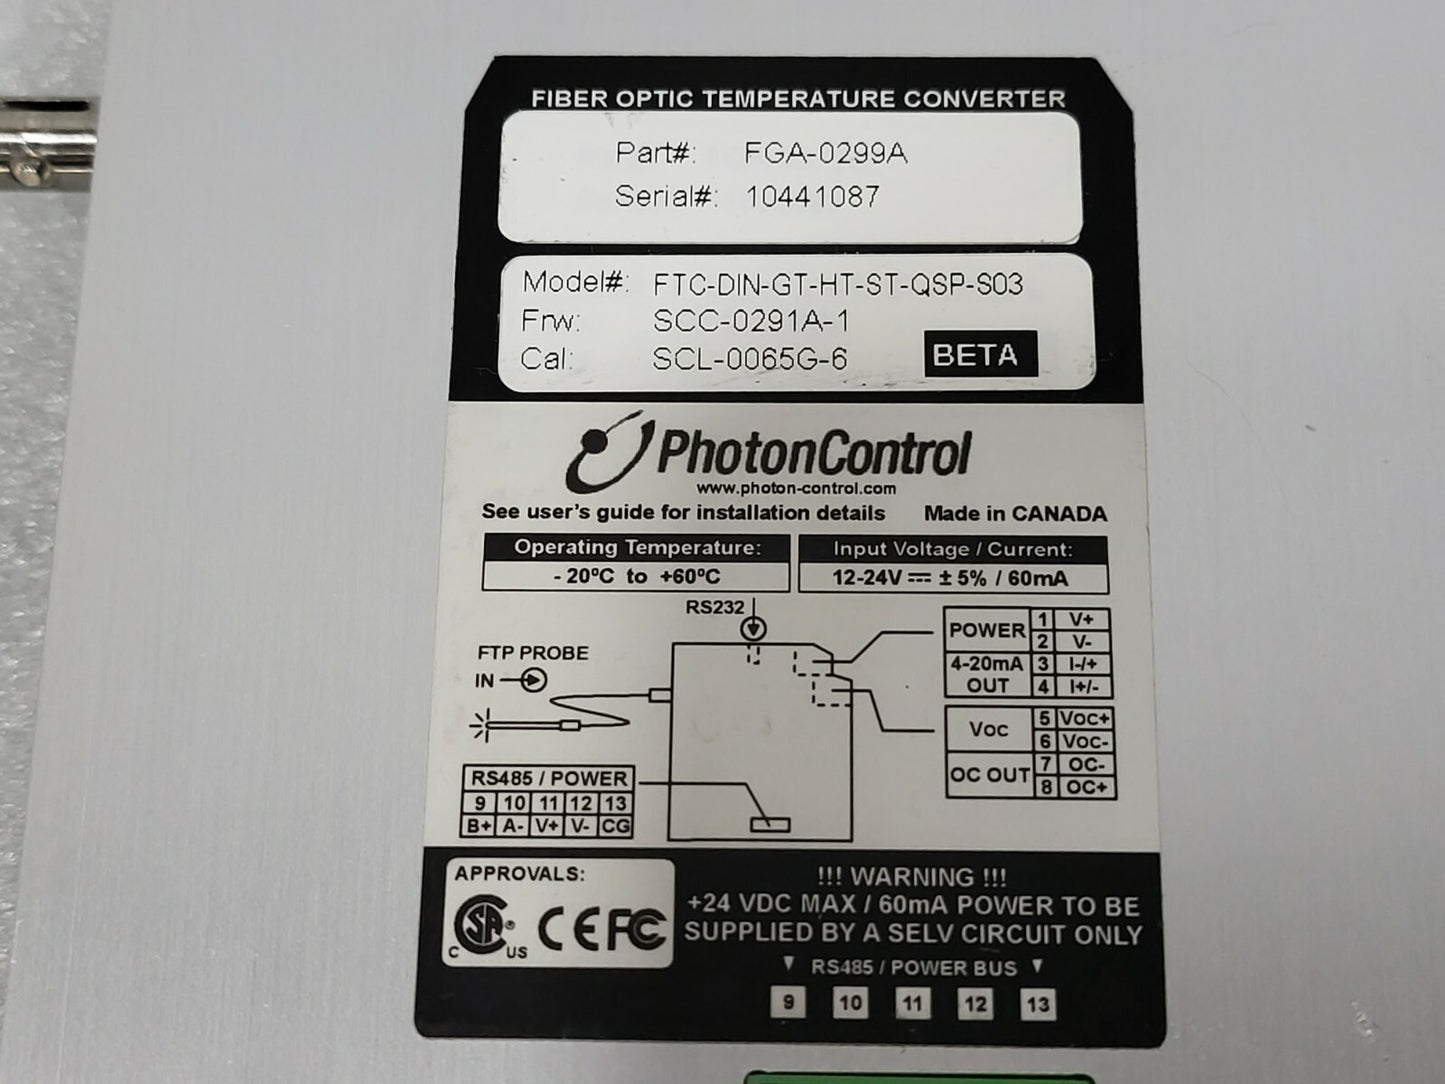 FIBER OPTIC TEMPERATURE CONVERTER
Part#: FGA-0299A
Serial#: 10441087
Model#: FTC-DIN-GT-HT-ST-QSP-S03
Frw: SCC-0291A-1
Cal: SCL-0065G-6 BETA
PhotonControl
www.photon-control.com
See user's guide for installation details Made in CANADA
Operating Temperature: Input Voltage / Current:
- 20ºC to +60ºC 12-24V ⎓ ± 5% / 60mA
RS232
FTP PROBE
IN
POWER 1 V+
2 V-
4-20mA 3 I-/+
OUT 4 I+/-
Voc 5 Voc+
6 Voc-
OC OUT 7 OC-
8 OC+
RS485 / POWER
9 10 11 12 13
B+ A- V+ V- CG
APPROVALS:
C SA ® US CE FC
!!! WARNING !!!
+24 VDC MAX / 60mA POWER TO BE
SUPPLIED BY A SELV CIRCUIT ONLY
RS485 / POWER BUS
9 10 11 12 13